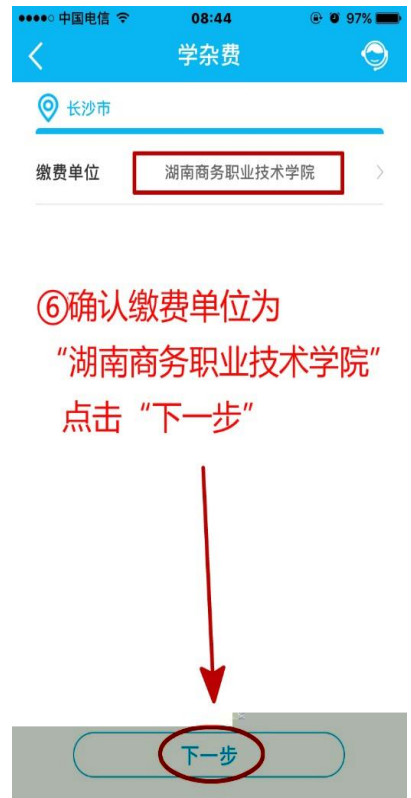 中国电信 08:44 97%
学杂费
长沙市
缴费单位 湖南商务职业技术学院
⑥确认缴费单位为
“湖南商务职业技术学院”
点击“下一步”
下一步